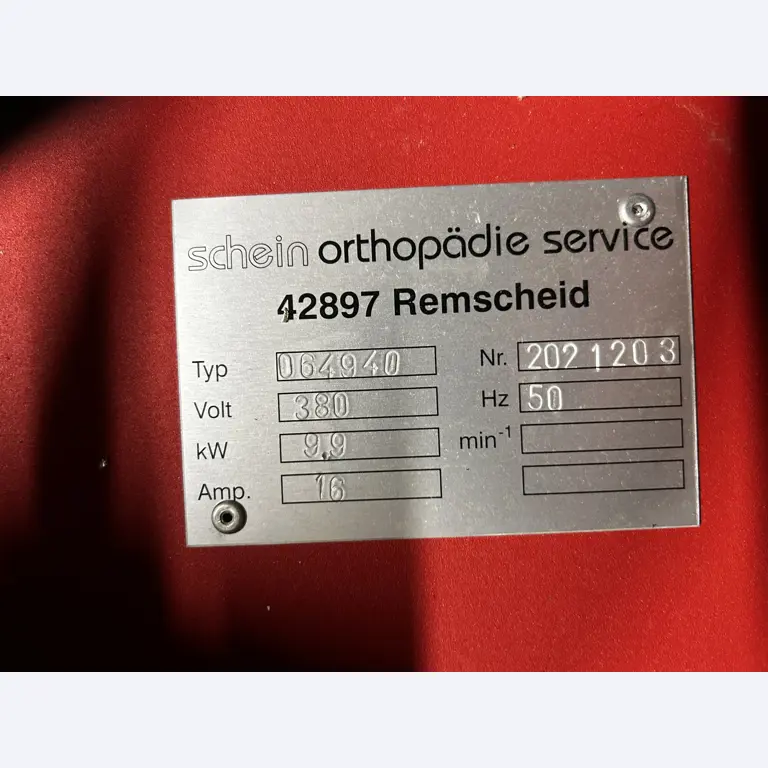 schein orthopädie service
42897 Remscheid
Typ 064940 Nr. 2021203
Volt 380 Hz 50
kW 9,9 min-1
Amp. 16